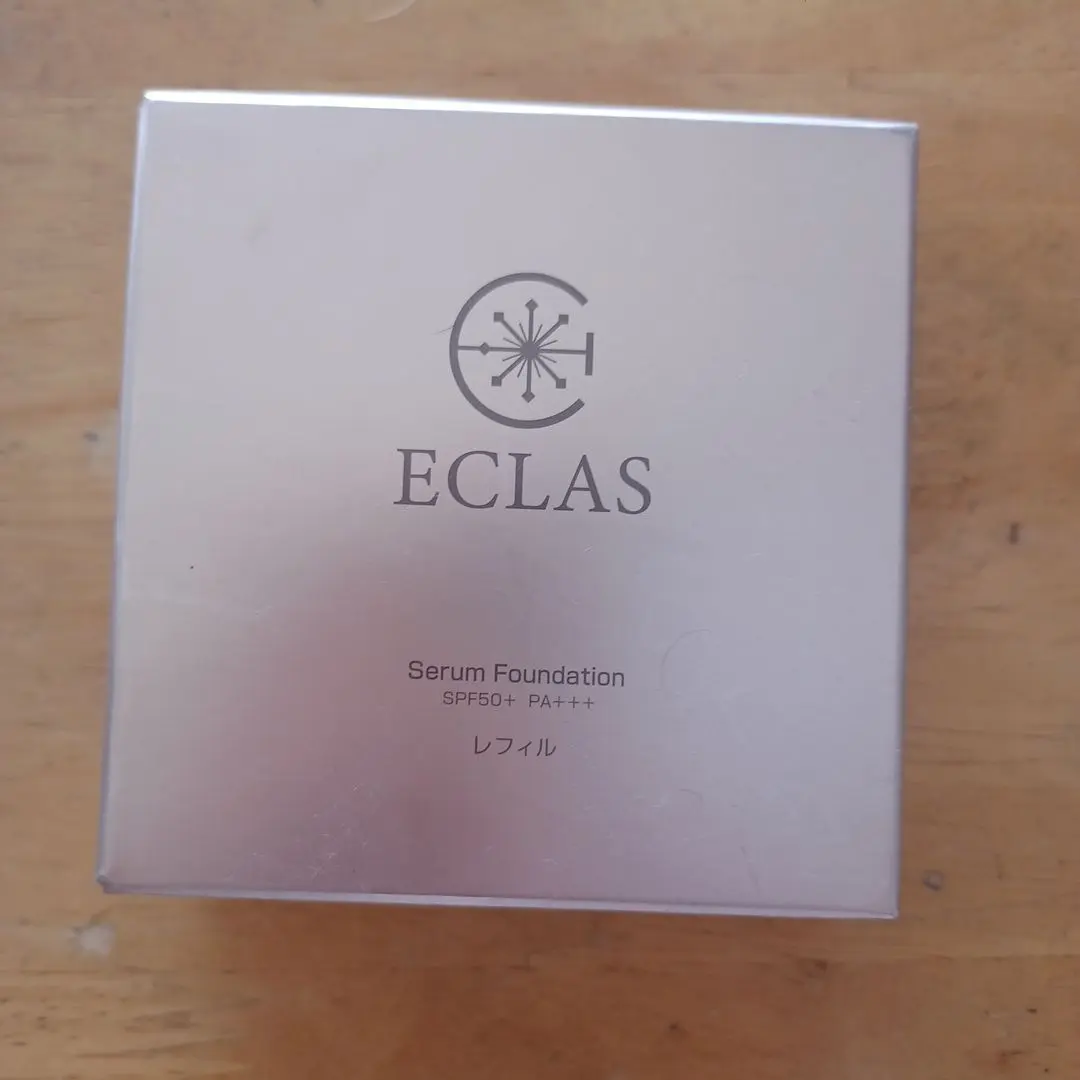 ECLAS
Serum Foundation
SPF50+ PA+++
レフィル